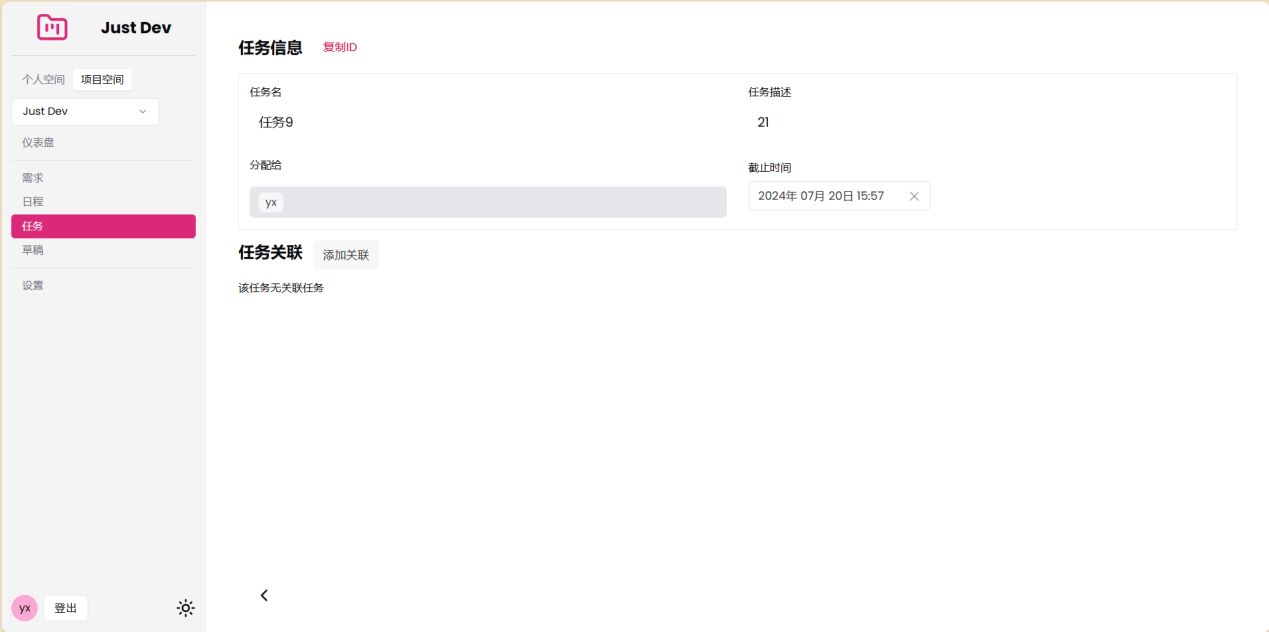 Just Dev
个人空间 项目空间
Just Dev
仪表盘
需求
日程
任务
草稿
设置
yx 登出
任务信息 复制ID
任务名
任务9
任务描述
21
分配给
yx
截止时间
2024年 07月 20日 15:57
任务关联 添加关联
该任务无关联任务